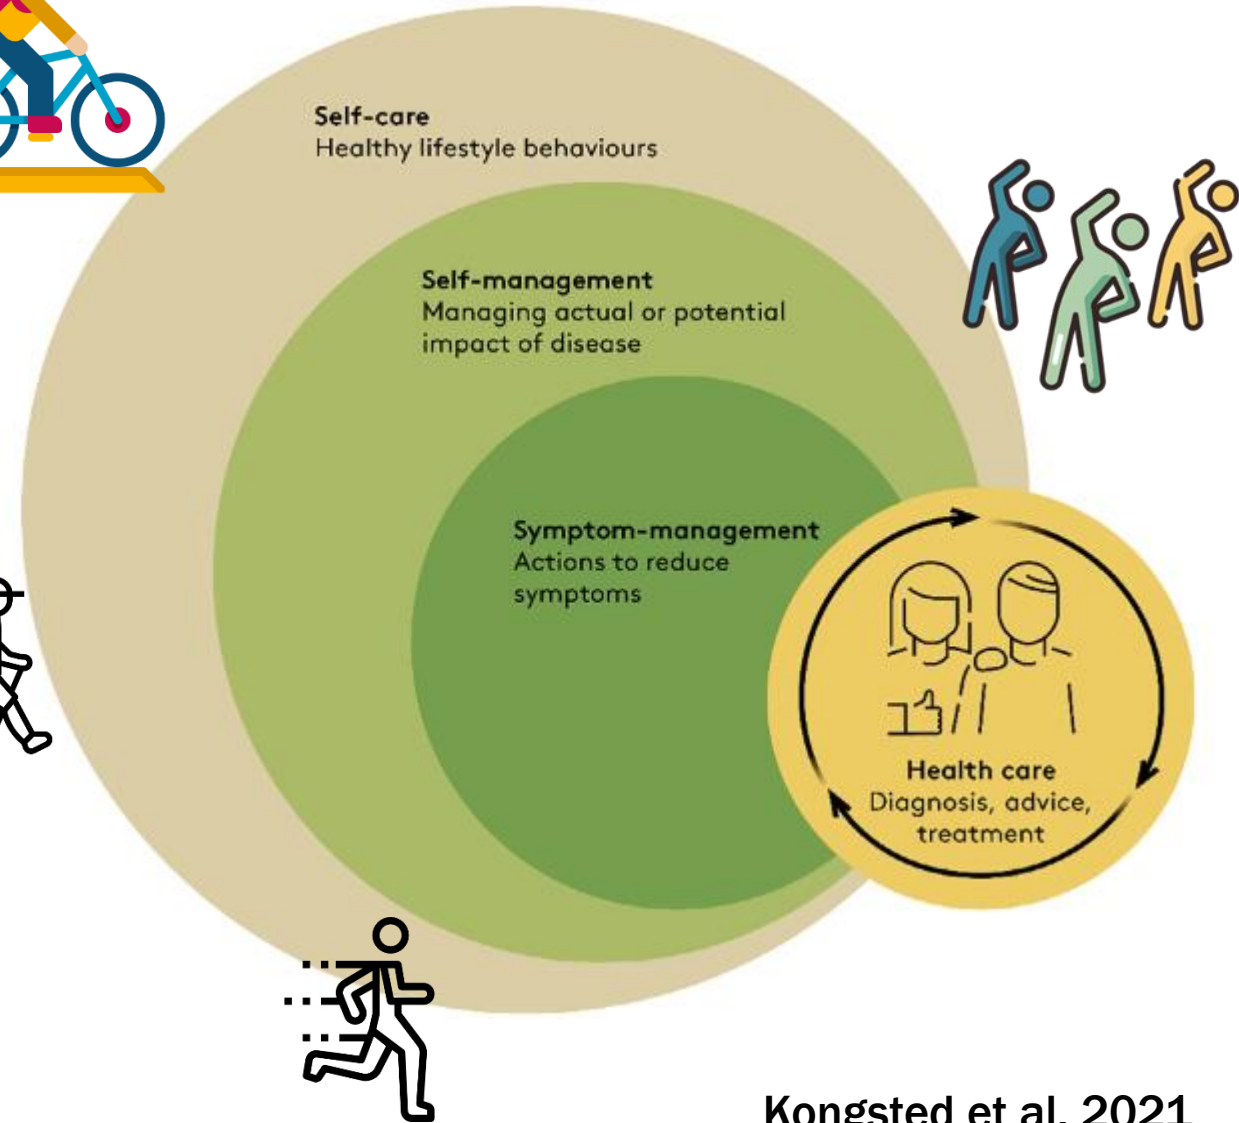 Self-care
Healthy lifestyle behaviours
Self-management
Managing actual or potential
impact of disease
Symptom-management
Actions to reduce
symptoms
Health care
Diagnosis, advice,
treatment
Kongsted et al. 2021